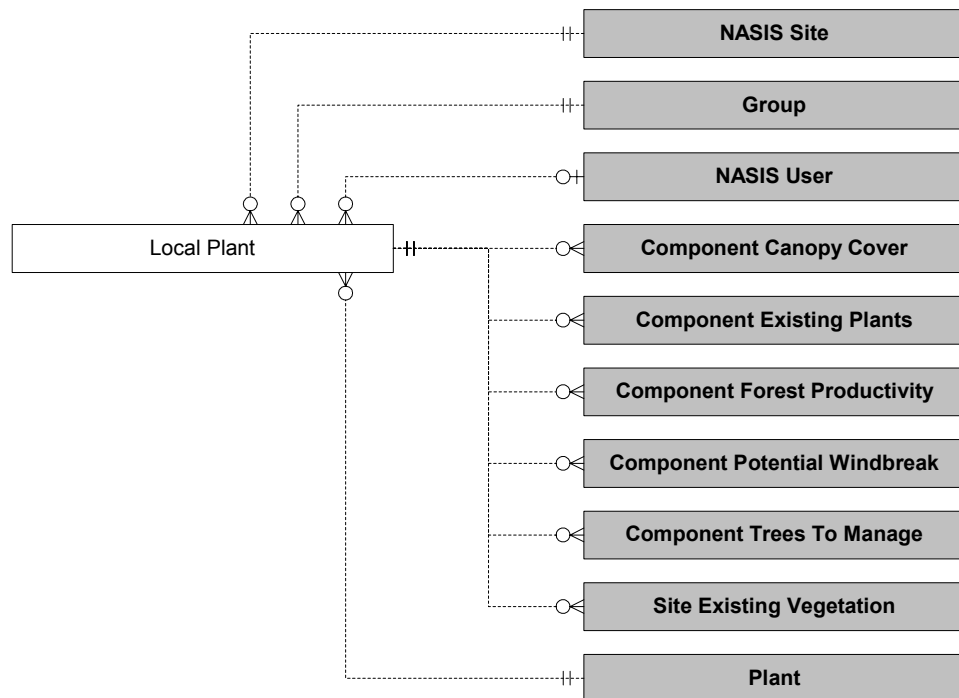 NASIS Site
Group
NASIS User
Local Plant
Component Canopy Cover
Component Existing Plants
Component Forest Productivity
Component Potential Windbreak
Component Trees To Manage
Site Existing Vegetation
Plant